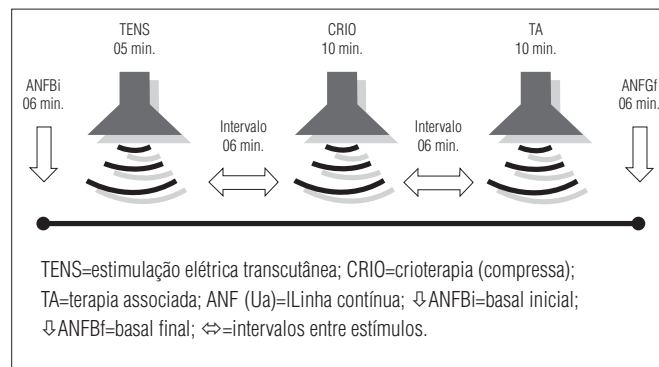 TENS
05 min.
CRIO
10 min.
TA
10 min.
ANFBi
06 min.
ANFGf
06 min.
Intervalo
06 min.
Intervalo
06 min.
TENS=estimulação elétrica transcutânea; CRIO=crioterapia (compressa);
TA=terapia associada; ANF (Ua)=lLinha contínua; ⇩ANFBi=basal inicial;
⇩ANFBf=basal final; ⇔=intervalos entre estímulos.